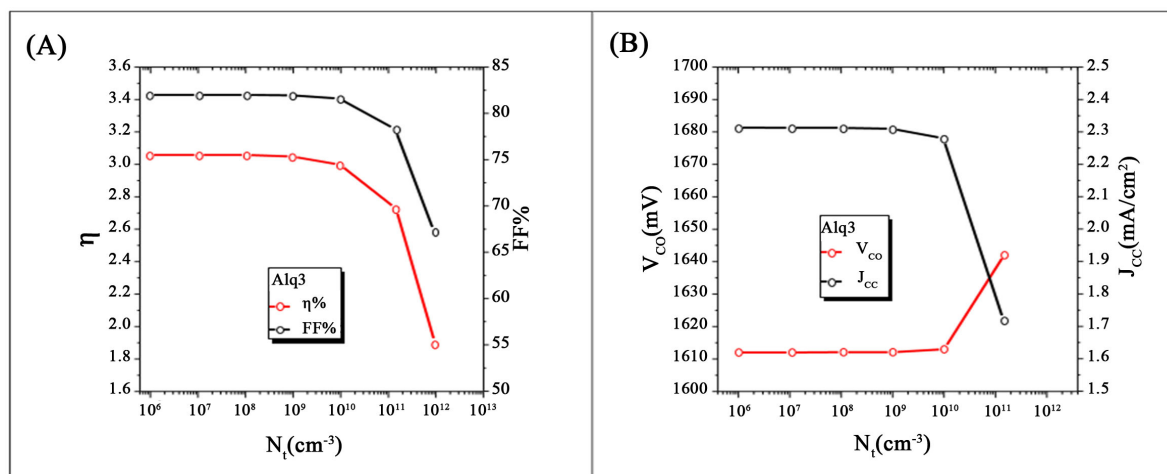 (A)
3.6
3.4
3.2
3.0
2.8
2.6
2.4
2.2
2.0
1.8
1.6
η
85
80
75
70
65
82
55
50
FF%
Alq3
η%
FF%
10⁶ 10⁷ 10⁸ 10⁹ 10¹⁰ 10¹¹ 10¹² 10¹³
Nₜ(cm⁻³)
(B)
1700
1690
1680
1670
1660
1640
1630
1620
1610
1600
V_CO(mV)
2.5
2.4
2.3
2.2
2.1
2.0
1.9
1.8
1.7
1.6
1.5
J_CC(mA/cm²)
Alq3
V_CO
J_CC
10⁶ 10⁷ 10⁸ 10⁹ 10¹⁰ 10¹¹ 10¹²
Nₜ(cm⁻³)